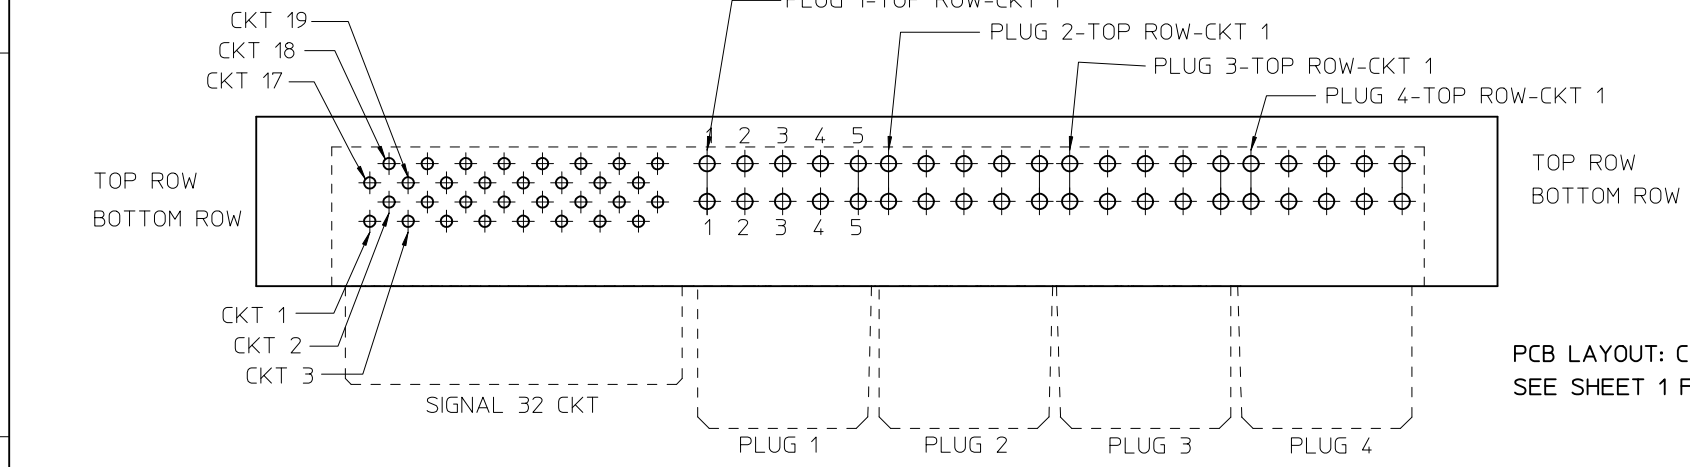 PLUG 1-TOP ROW-CKT 1
CKT 19
PLUG 2-TOP ROW-CKT 1
CKT 18
PLUG 3-TOP ROW-CKT 1
CKT 17
PLUG 4-TOP ROW-CKT 1
1 2 3 4 5
TOP ROW
BOTTOM ROW
TOP ROW
BOTTOM ROW
1 2 3 4 5
CKT 1
CKT 2
CKT 3
PCB LAYOUT: C
SEE SHEET 1 F
SIGNAL 32 CKT
PLUG 1
PLUG 2
PLUG 3
PLUG 4